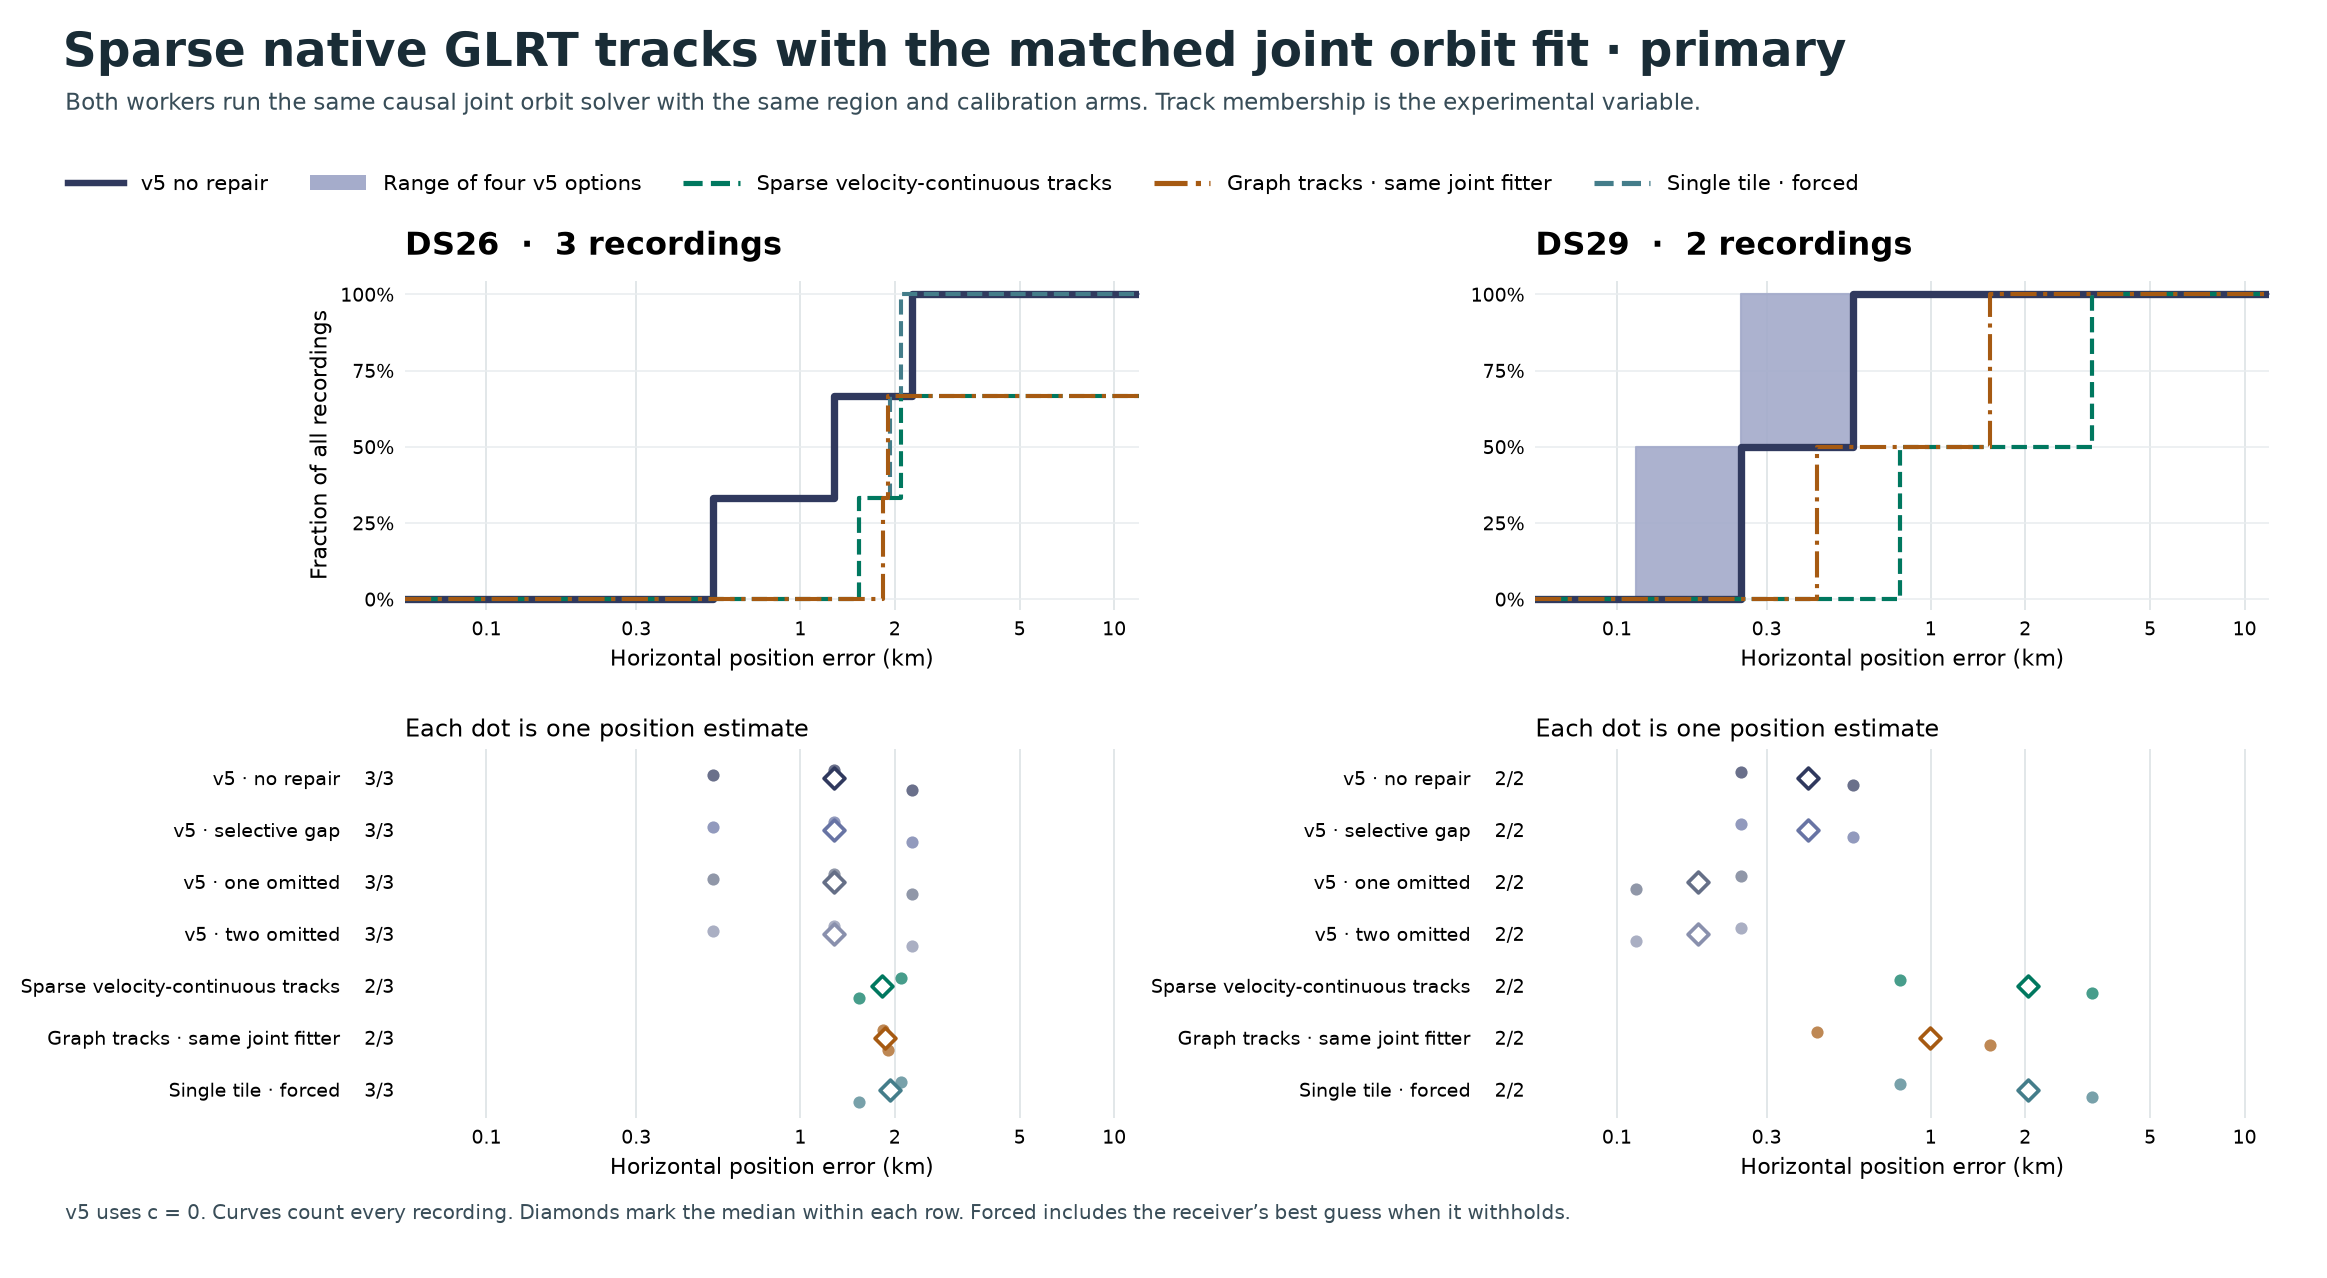 Sparse native GLRT tracks with the matched joint orbit fit · primary
Both workers run the same causal joint orbit solver with the same region and calibration arms. Track membership is the experimental variable.
v5 no repair
Range of four v5 options
Sparse velocity-continuous tracks
Graph tracks · same joint fitter
Single tile · forced
DS26 · 3 recordings
Fraction of all recordings
100%
75%
50%
25%
0%
0.1 0.3 1 2 5 10
Horizontal position error (km)
DS29 · 2 recordings
100%
75%
50%
25%
0%
0.1 0.3 1 2 5 10
Horizontal position error (km)
Each dot is one position estimate
v5 · no repair 3/3
v5 · selective gap 3/3
v5 · one omitted 3/3
v5 · two omitted 3/3
Sparse velocity-continuous tracks 2/3
Graph tracks · same joint fitter 2/3
Single tile · forced 3/3
0.1 0.3 1 2 5 10
Horizontal position error (km)
Each dot is one position estimate
v5 · no repair 2/2
v5 · selective gap 2/2
v5 · one omitted 2/2
v5 · two omitted 2/2
Sparse velocity-continuous tracks 2/2
Graph tracks · same joint fitter 2/2
Single tile · forced 2/2
0.1 0.3 1 2 5 10
Horizontal position error (km)
v5 uses c = 0. Curves count every recording. Diamonds mark the median within each row. Forced includes the receiver’s best guess when it withholds.